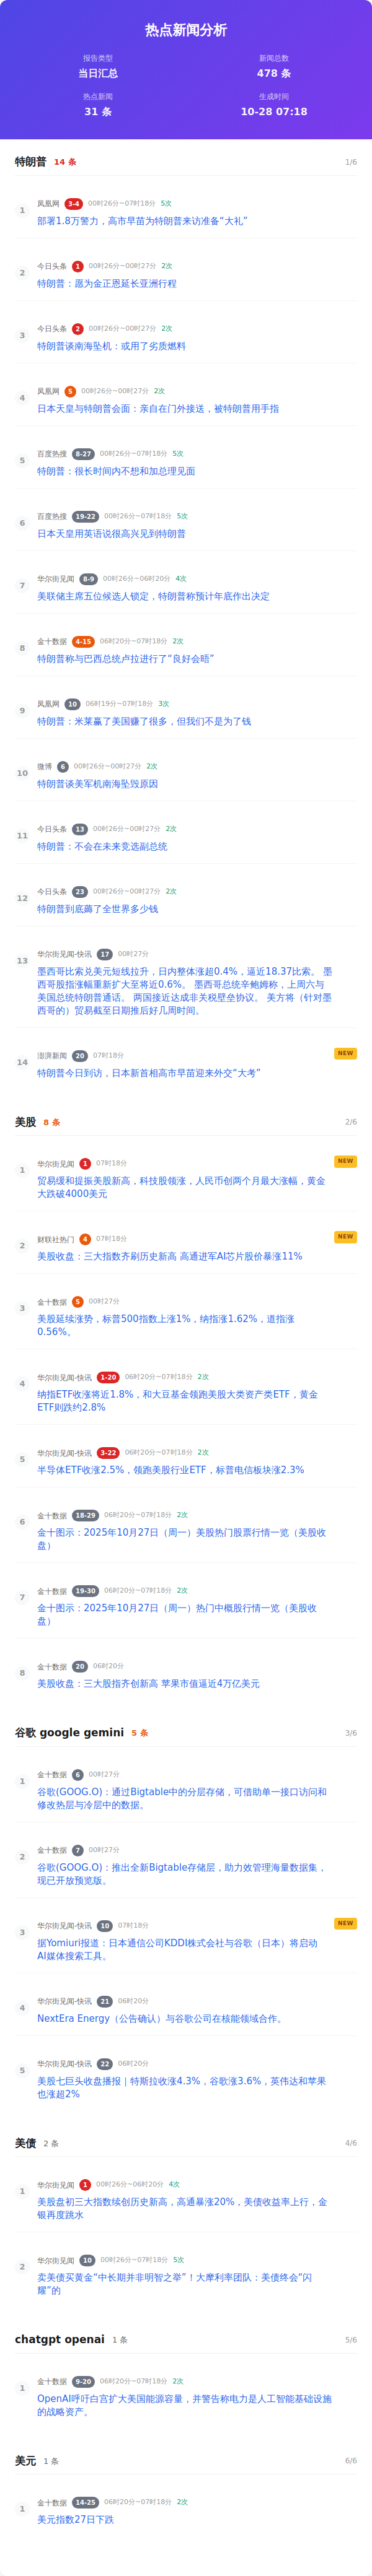 热点新闻分析
报告类型
当日汇总
新闻总数
478 条
热点新闻
31 条
生成时间
10-28 07:18
特朗普 14 条 1/6
1
凤凰网 3-4 00时26分~07时18分 5次
部署1.8万警力，高市早苗为特朗普来访准备“大礼”
2
今日头条 1 00时26分~00时27分 2次
特朗普：愿为金正恩延长亚洲行程
3
今日头条 2 00时26分~00时27分 2次
特朗普谈南海坠机：或用了劣质燃料
4
凤凰网 5 00时26分~00时27分 2次
日本天皇与特朗普会面：亲自在门外接送，被特朗普用手指
5
百度热搜 8-27 00时26分~07时18分 5次
特朗普：很长时间内不想和加总理见面
6
百度热搜 19-22 00时26分~07时18分 5次
日本天皇用英语说很高兴见到特朗普
7
华尔街见闻 8-9 00时26分~06时20分 4次
美联储主席五位候选人锁定，特朗普称预计年底作出决定
8
金十数据 4-15 06时20分~07时18分 2次
特朗普称与巴西总统卢拉进行了“良好会晤”
9
凤凰网 10 06时19分~07时18分 3次
特朗普：米莱赢了美国赚了很多，但我们不是为了钱
10
微博 6 00时26分~00时27分 2次
特朗普谈美军机南海坠毁原因
11
今日头条 13 00时26分~00时27分 2次
特朗普：不会在未来竞选副总统
12
今日头条 23 00时26分~00时27分 2次
特朗普到底薅了全世界多少钱
13
华尔街见闻-快讯 17 00时27分
墨西哥比索兑美元短线拉升，日内整体涨超0.4%，逼近18.37比索。 墨
西哥股指涨幅重新扩大至将近0.6%。 墨西哥总统辛鲍姆称，上周六与
美国总统特朗普通话。 两国接近达成非关税壁垒协议。 美方将（针对墨
西哥的）贸易截至日期推后好几周时间。
14
澎湃新闻 20 07时18分 NEW
特朗普今日到访，日本新首相高市早苗迎来外交“大考”
美股 8 条 2/6
1
华尔街见闻 1 07时18分 NEW
贸易缓和提振美股新高，科技股领涨，人民币创两个月最大涨幅，黄金
大跌破4000美元
2
财联社热门 4 07时18分 NEW
美股收盘：三大指数齐刷历史新高 高通进军AI芯片股价暴涨11%
3
金十数据 5 00时27分
美股延续涨势，标普500指数上涨1%，纳指涨1.62%，道指涨
0.56%。
4
华尔街见闻-快讯 1-20 06时20分~07时18分 2次
纳指ETF收涨将近1.8%，和大豆基金领跑美股大类资产类ETF，黄金
ETF则跌约2.8%
5
华尔街见闻-快讯 3-22 06时20分~07时18分 2次
半导体ETF收涨2.5%，领跑美股行业ETF，标普电信板块涨2.3%
6
金十数据 18-29 06时20分~07时18分 2次
金十图示：2025年10月27日（周一）美股热门股票行情一览（美股收
盘）
7
金十数据 19-30 06时20分~07时18分 2次
金十图示：2025年10月27日（周一）热门中概股行情一览（美股收
盘）
8
金十数据 20 06时20分
美股收盘：三大股指齐创新高 苹果市值逼近4万亿美元
谷歌 google gemini 5 条 3/6
1
金十数据 6 00时27分
谷歌(GOOG.O)：通过Bigtable中的分层存储，可借助单一接口访问和
修改热层与冷层中的数据。
2
金十数据 7 00时27分
谷歌(GOOG.O)：推出全新Bigtable存储层，助力效管理海量数据集，
现已开放预览版。
3
华尔街见闻-快讯 10 07时18分 NEW
据Yomiuri报道：日本通信公司KDDI株式会社与谷歌（日本）将启动
AI媒体搜索工具。
4
华尔街见闻-快讯 21 06时20分
NextEra Energy（公告确认）与谷歌公司在核能领域合作。
5
华尔街见闻-快讯 22 06时20分
美股七巨头收盘播报｜特斯拉收涨4.3%，谷歌涨3.6%，英伟达和苹果
也涨超2%
美债 2 条 4/6
1
华尔街见闻 1 00时26分~06时20分 4次
美股盘初三大指数续创历史新高，高通暴涨20%，美债收益率上行，金
银再度跳水
2
华尔街见闻 10 00时26分~07时18分 5次
卖美债买黄金“中长期并非明智之举”！大摩利率团队：美债终会“闪
耀”的
chatgpt openai 1 条 5/6
1
金十数据 9-20 06时20分~07时18分 2次
OpenAI呼吁白宫扩大美国能源容量，并警告称电力是人工智能基础设施
的战略资产。
美元 1 条 6/6
1
金十数据 14-25 06时20分~07时18分 2次
美元指数27日下跌